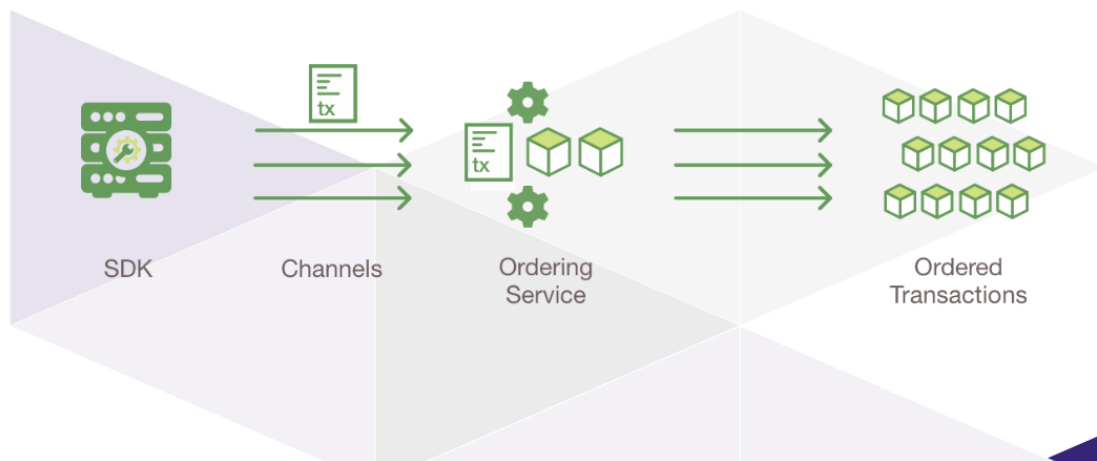 tx
tx
SDK
Channels
Ordering
Service
Ordered
Transactions